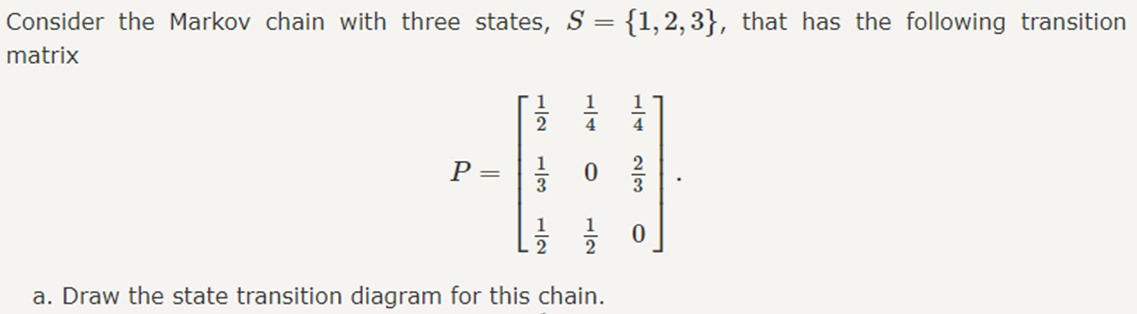 Consider the Markov chain with three states, S = {1, 2, 3}, that has the following transition
matrix
P = [ 1/2 1/4 1/4
1/3 0 2/3
1/2 1/2 0 ] .
a. Draw the state transition diagram for this chain.